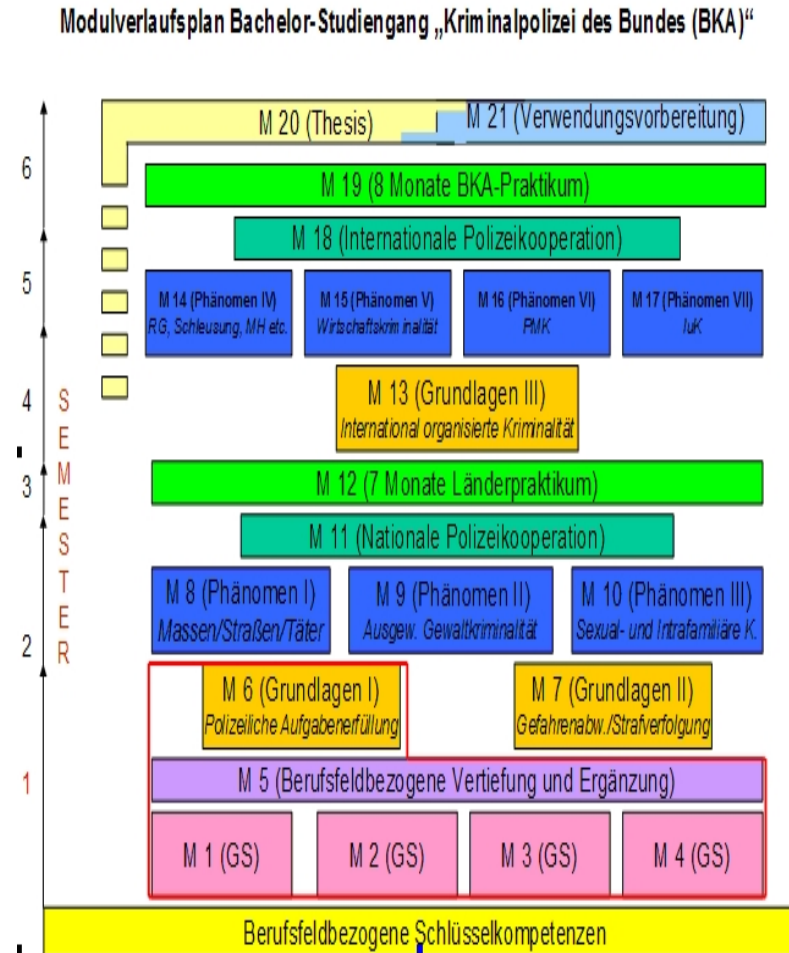 Modulverlaufsplan Bachelor-Studiengang „Kriminalpolizei des Bundes (BKA)“
M 20 (Thesis)
M 21 (Verwendungsvorbereitung)
6
M 19 (8 Monate BKA-Praktikum)
M 18 (Internationale Polizeikooperation)
5
M 14 (Phänomen IV)
RG, Schleusung, MH etc.
M 15 (Phänomen V)
Wirtschaftskriminalität
M 16 (Phänomen VI)
PMK
M 17 (Phänomen VII)
IuK
4
M 13 (Grundlagen III)
International organisierte Kriminalität
SEMESTER
3
M 12 (7 Monate Länderpraktikum)
M 11 (Nationale Polizeikooperation)
M 8 (Phänomen I)
Massen/Straßen/Täter
M 9 (Phänomen II)
Ausgew. Gewaltkriminalität
M 10 (Phänomen III)
Sexual- und Intrafamiliäre K.
2
M 6 (Grundlagen I)
Polizeiliche Aufgabenerfüllung
M 7 (Grundlagen II)
Gefahrenabw./Strafverfolgung
1
M 5 (Berufsfeldbezogene Vertiefung und Ergänzung)
M 1 (GS)
M 2 (GS)
M 3 (GS)
M 4 (GS)
Berufsfeldbezogene Schlüsselkompetenzen